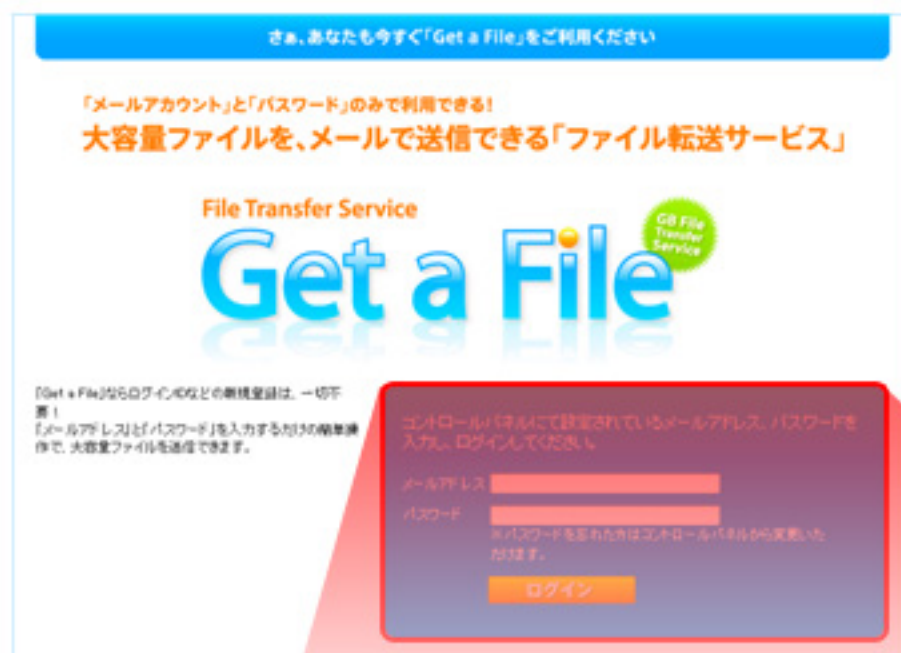 さぁ、あなたも今すぐ「Get a File」をご利用ください
「メールアカウント」と「パスワード」のみで利用できる!
大容量ファイルを、メールで送信できる「ファイル転送サービス」
File Transfer Service
GB File
Transfer
Service
Get a File
「Get a File」ならログインIDなどの新規登録は、一切不
要!
「メールアドレス」と「パスワード」を入力するだけの簡単操
作で、大容量ファイルを送信できます。
コントロールパネルにて設定されているメールアドレス、パスワードを
入力し、ログインしてください。
メールアドレス
パスワード
※パスワードを忘れた方はコントロールパネルから変更いた
だけます。
ログイン